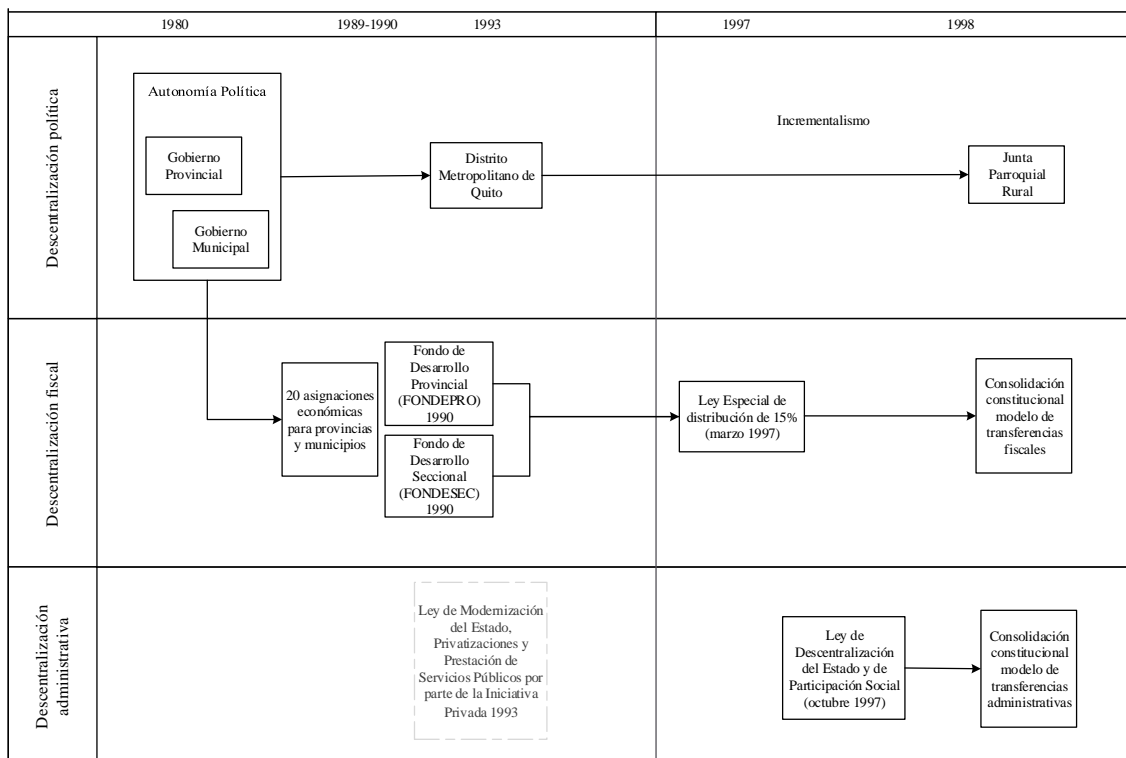 1980
1989-1990
1993
1997
1998
Descentralización política
Autonomía Política
Gobierno
Provincial
Gobierno
Municipal
Distrito
Metropolitano de
Quito
Incrementalismo
Junta
Parroquial
Rural
Descentralización fiscal
20 asignaciones
económicas
para provincias
y municipios
Fondo de
Desarrollo
Provincial
(FONDEPRO)
1990
Fondo de
Desarrollo
Seccional
(FONDESEC)
1990
Ley Especial de
distribución de 15%
(marzo 1997)
Consolidación
constitucional
modelo de
transferencias
fiscales
Descentralización
administrativa
Ley de Modernización
del Estado,
Privatizaciones y
Prestación de
Servicios Públicos por
parte de la Iniciativa
Privada 1993
Ley de
Descentralización
del Estado y de
Participación Social
(octubre 1997)
Consolidación
constitucional
modelo de
transferencias
administrativas